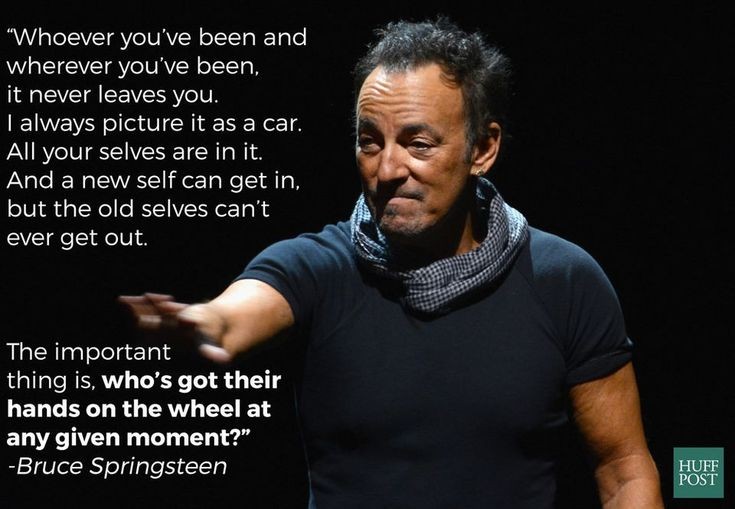 “Whoever you’ve been and
wherever you’ve been,
it never leaves you.
I always picture it as a car.
All your selves are in it.
And a new self can get in,
but the old selves can’t
ever get out.
The important
thing is, who’s got their
hands on the wheel at
any given moment?”
-Bruce Springsteen
HUFF
POST